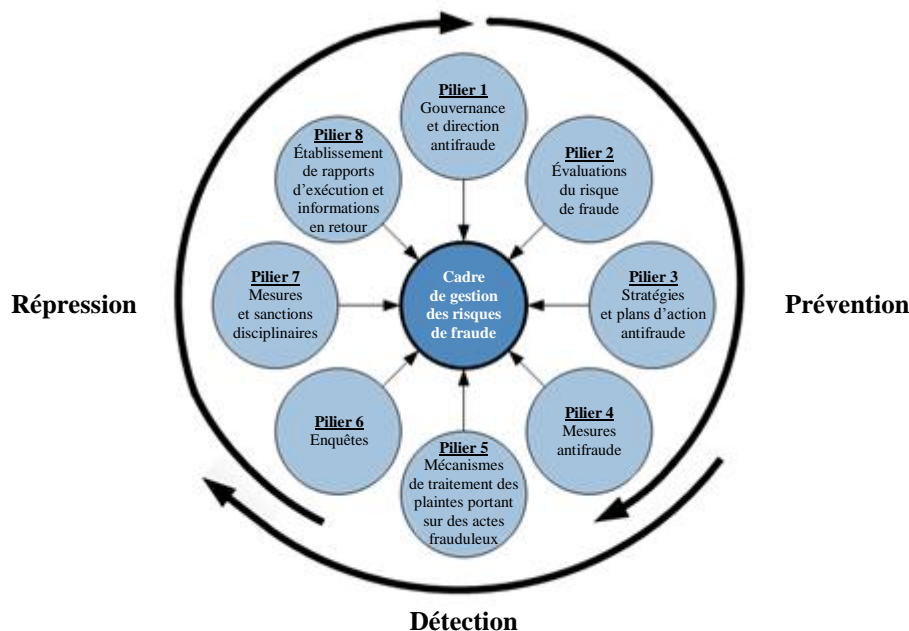 Pilier 1
Gouvernance
et direction
antifraude
Pilier 2
Évaluations
du risque
de fraude
Pilier 3
Stratégies
et plans d’action
antifraude
Pilier 4
Mesures
antifraude
Pilier 5
Mécanismes
de traitement des
plaintes portant
sur des actes
frauduleux
Pilier 6
Enquêtes
Pilier 7
Mesures
et sanctions
disciplinaires
Pilier 8
Établissement
de rapports
d’exécution et
informations
en retour
Cadre
de gestion
des risques
de fraude
Répression
Prévention
Détection